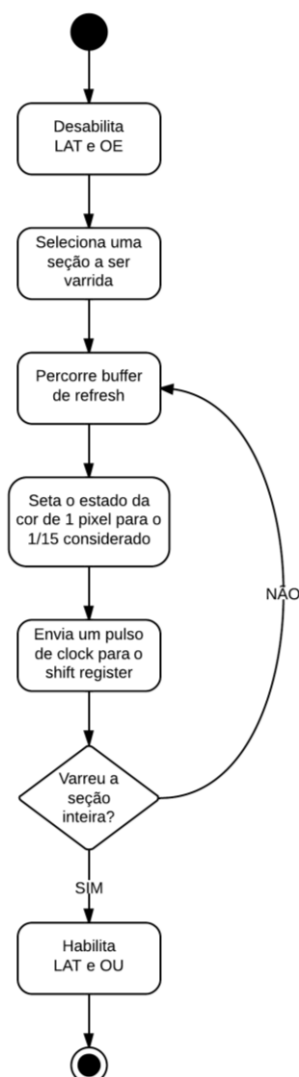 Desabilita
LAT e OE
Seleciona uma
seção a ser
varrida
Percorre buffer
de refresh
Seta o estado da
cor de 1 pixel para o
1/15 considerado
NÃO
Envia um pulso
de clock para o
shift register
Varreu a
seção
inteira?
SIM
Habilita
LAT e OU